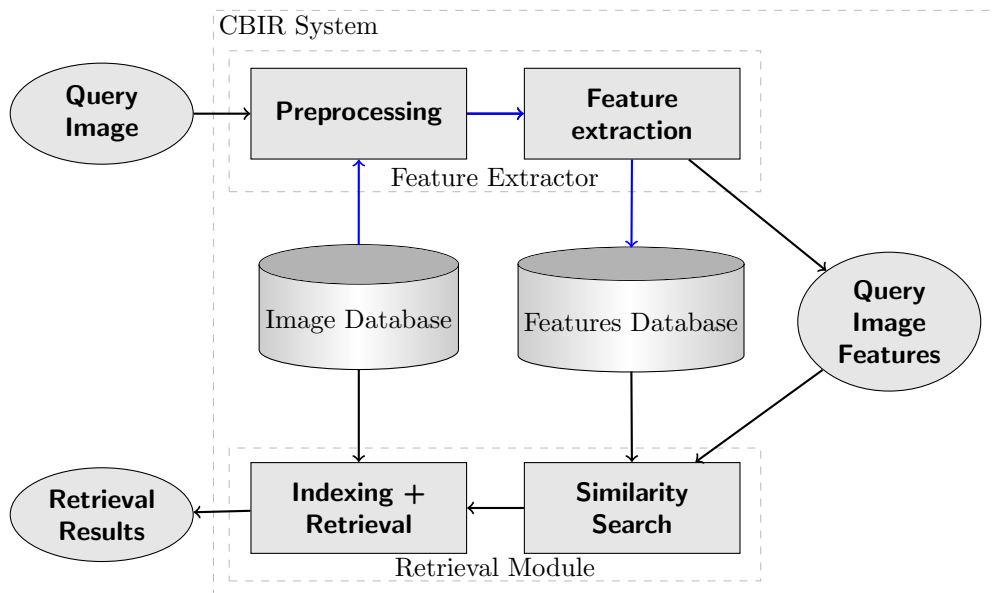 CBIR System
Query
Image
Preprocessing
Feature
extraction
Feature Extractor
Image Database
Features Database
Query
Image
Features
Retrieval
Results
Indexing +
Retrieval
Similarity
Search
Retrieval Module